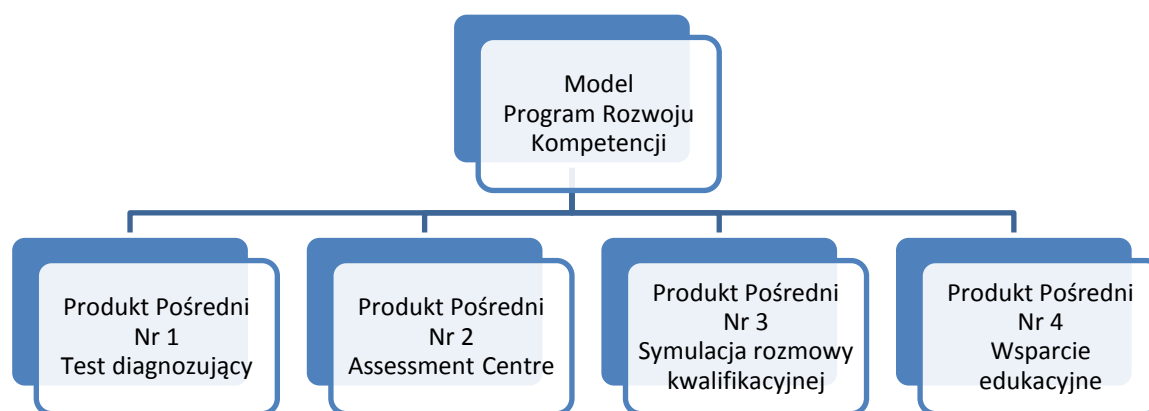 Model
Program Rozwoju
Kompetencji
Produkt Pośredni
Nr 1
Test diagnozujący
Produkt Pośredni
Nr 2
Assessment Centre
Produkt Pośredni
Nr 3
Symulacja rozmowy
kwalifikacyjnej
Produkt Pośredni
Nr 4
Wsparcie
edukacyjne